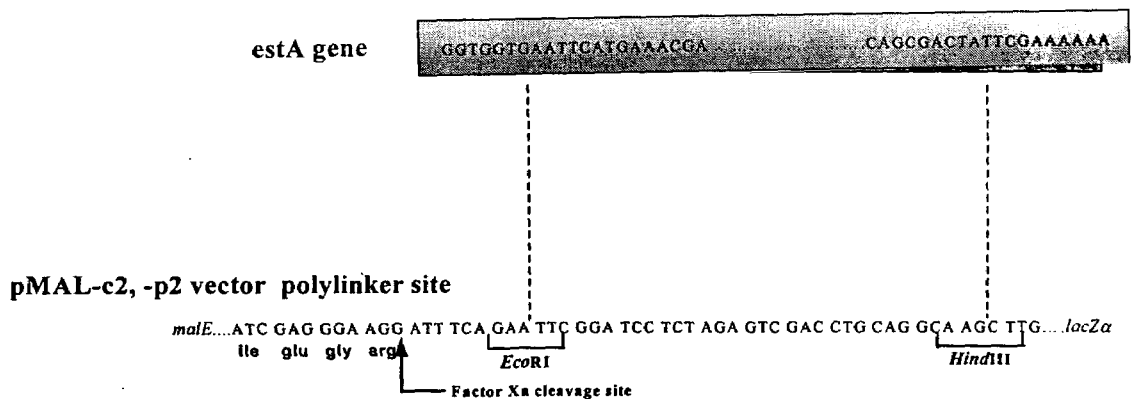 estA gene
GGTGGTGAATTCATGAAACGA....................CAGCGACTATTCGAAAAAA
pMAL-c2, -p2 vector polylinker site
malE....ATC GAG GGA AGG ATT TCA GAA TTC GGA TCC TCT AGA GTC GAC CTG CAG GCA AGC TTG....lacZα
ile glu gly arg
EcoRI
HindIII
Factor Xa cleavage site